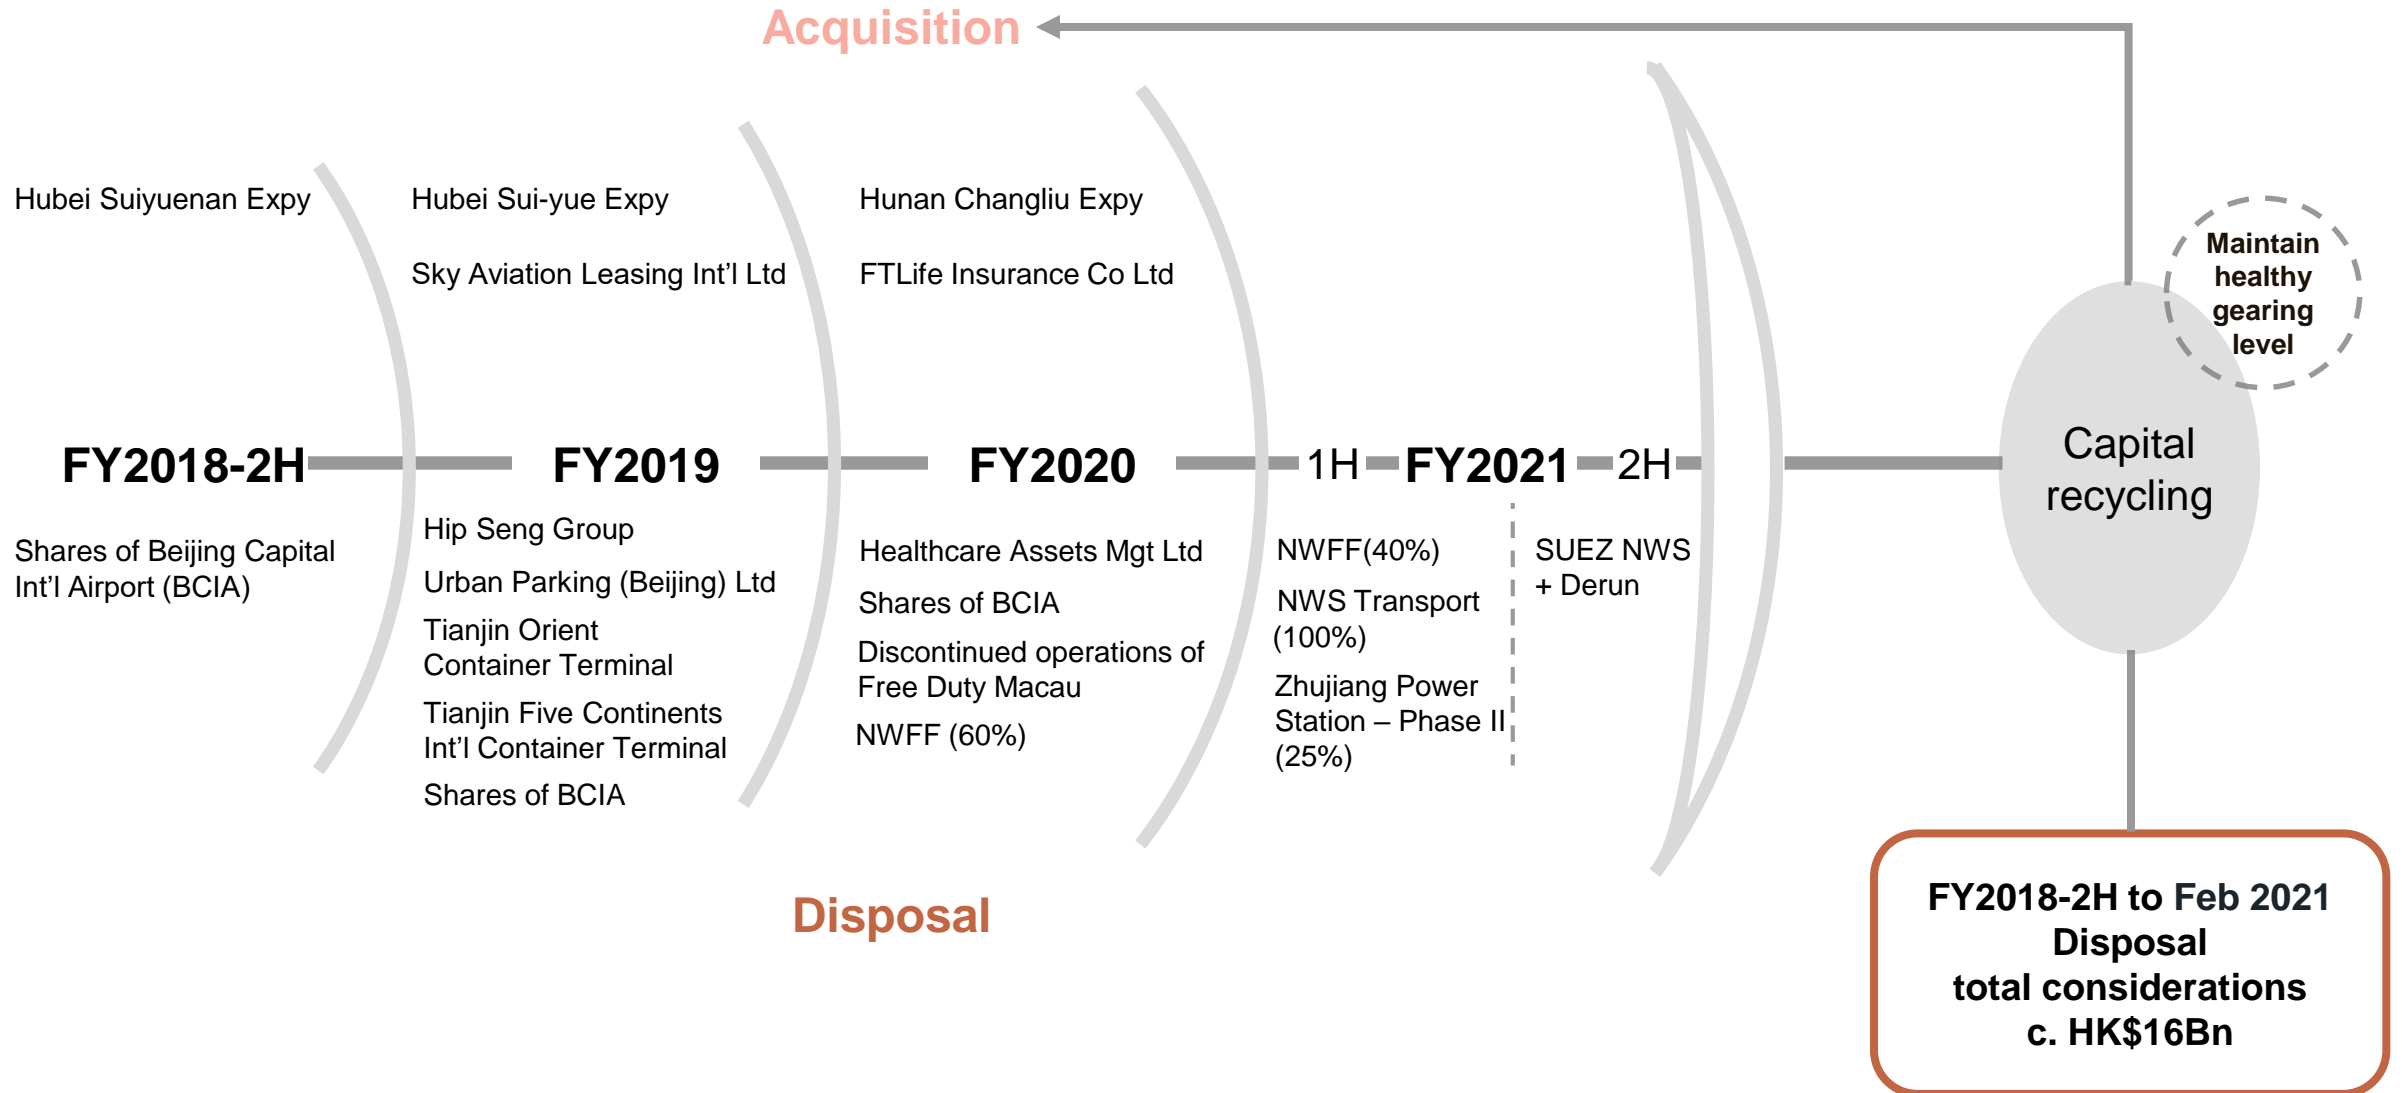 Acquisition
Hubei Suiyuenan Expy
Hubei Sui-yue Expy
Sky Aviation Leasing Int’l Ltd
Hunan Changliu Expy
FTLife Insurance Co Ltd
Maintain
healthy
gearing
level
FY2018-2H
FY2019
FY2020
1H
FY2021
2H
Capital
recycling
Shares of Beijing Capital
Int’l Airport (BCIA)
Hip Seng Group
Urban Parking (Beijing) Ltd
Tianjin Orient
Container Terminal
Tianjin Five Continents
Int’l Container Terminal
Shares of BCIA
Healthcare Assets Mgt Ltd
Shares of BCIA
Discontinued operations of
Free Duty Macau
NWFF (60%)
NWFF(40%)
NWS Transport
(100%)
Zhujiang Power
Station – Phase II
(25%)
SUEZ NWS
+ Derun
Disposal
FY2018-2H to Feb 2021
Disposal
total considerations
c. HK$16Bn